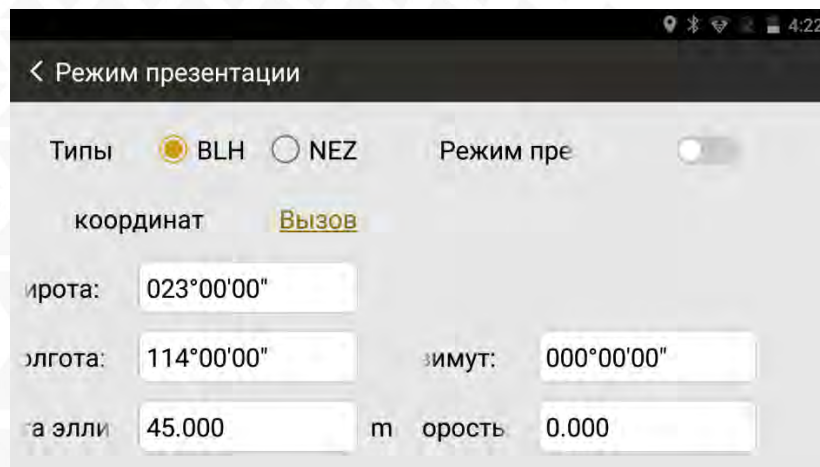 4:22
Режим презентации
Типы BLH NEZ Режим пре
координат Вызов
ирота: 023°00'00"
олгота: 114°00'00" зимут: 000°00'00"
а элли 45.000 m орость 0.000